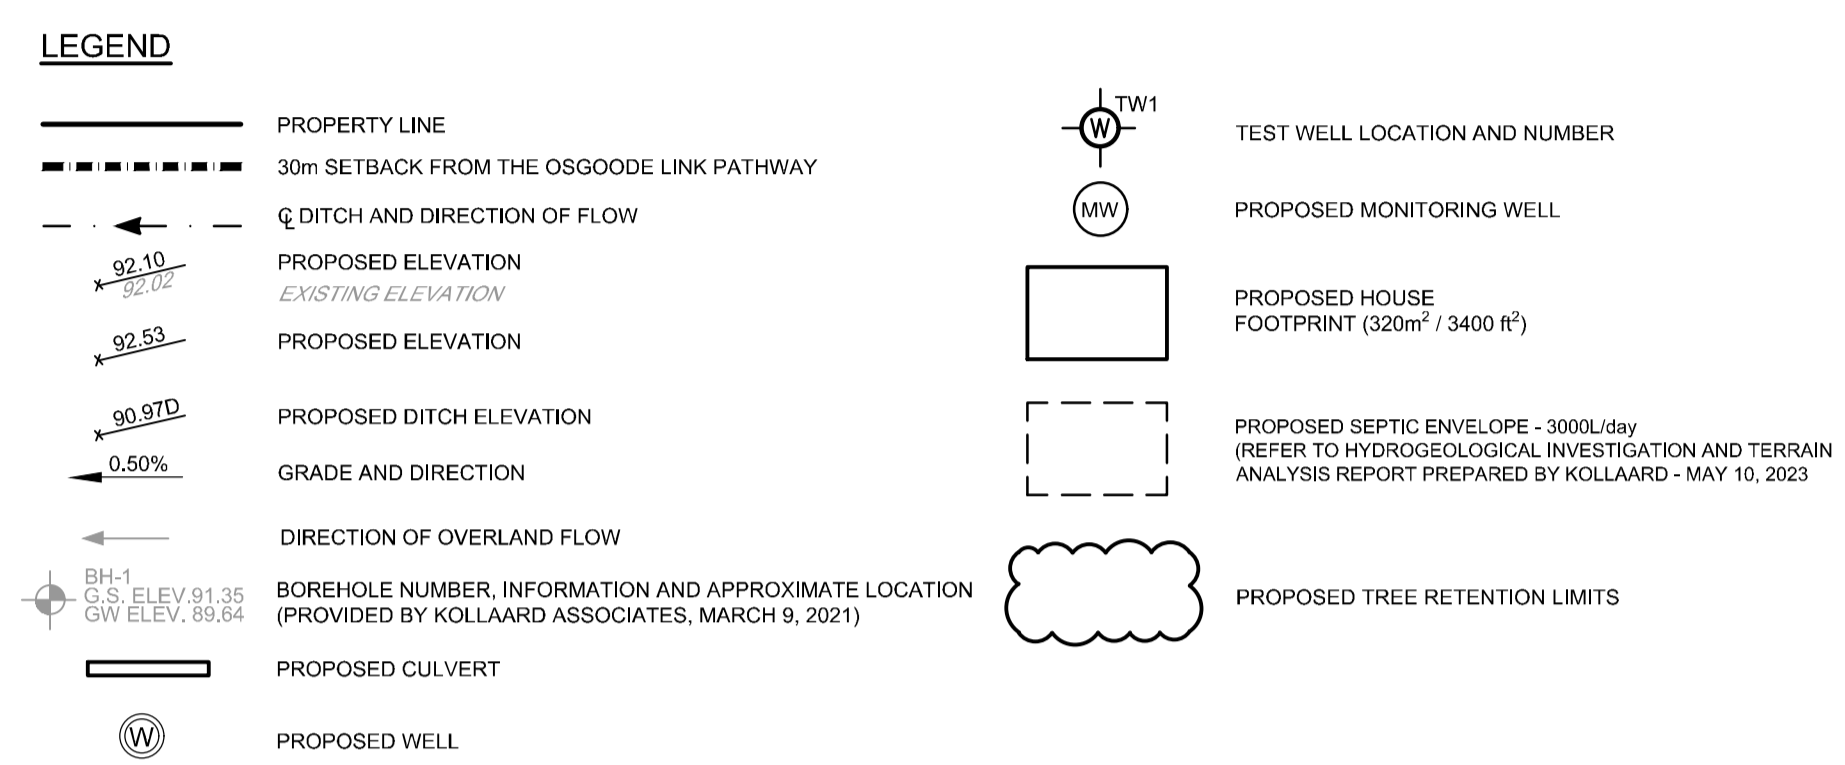 LEGEND
PROPERTY LINE
30m SETBACK FROM THE OSGOODE LINK PATHWAY
℄ DITCH AND DIRECTION OF FLOW
92.10
92.02
PROPOSED ELEVATION
EXISTING ELEVATION
92.53
PROPOSED ELEVATION
90.97D
PROPOSED DITCH ELEVATION
0.50%
GRADE AND DIRECTION
DIRECTION OF OVERLAND FLOW
BH-1
G.S. ELEV.91.35
GW ELEV. 89.64
BOREHOLE NUMBER, INFORMATION AND APPROXIMATE LOCATION
(PROVIDED BY KOLLAARD ASSOCIATES, MARCH 9, 2021)
PROPOSED CULVERT
W
PROPOSED WELL
TW1
W
TEST WELL LOCATION AND NUMBER
MW
PROPOSED MONITORING WELL
PROPOSED HOUSE
FOOTPRINT (320m² / 3400 ft²)
PROPOSED SEPTIC ENVELOPE - 3000L/day
(REFER TO HYDROGEOLOGICAL INVESTIGATION AND TERRAIN
ANALYSIS REPORT PREPARED BY KOLLAARD - MAY 10, 2023
PROPOSED TREE RETENTION LIMITS